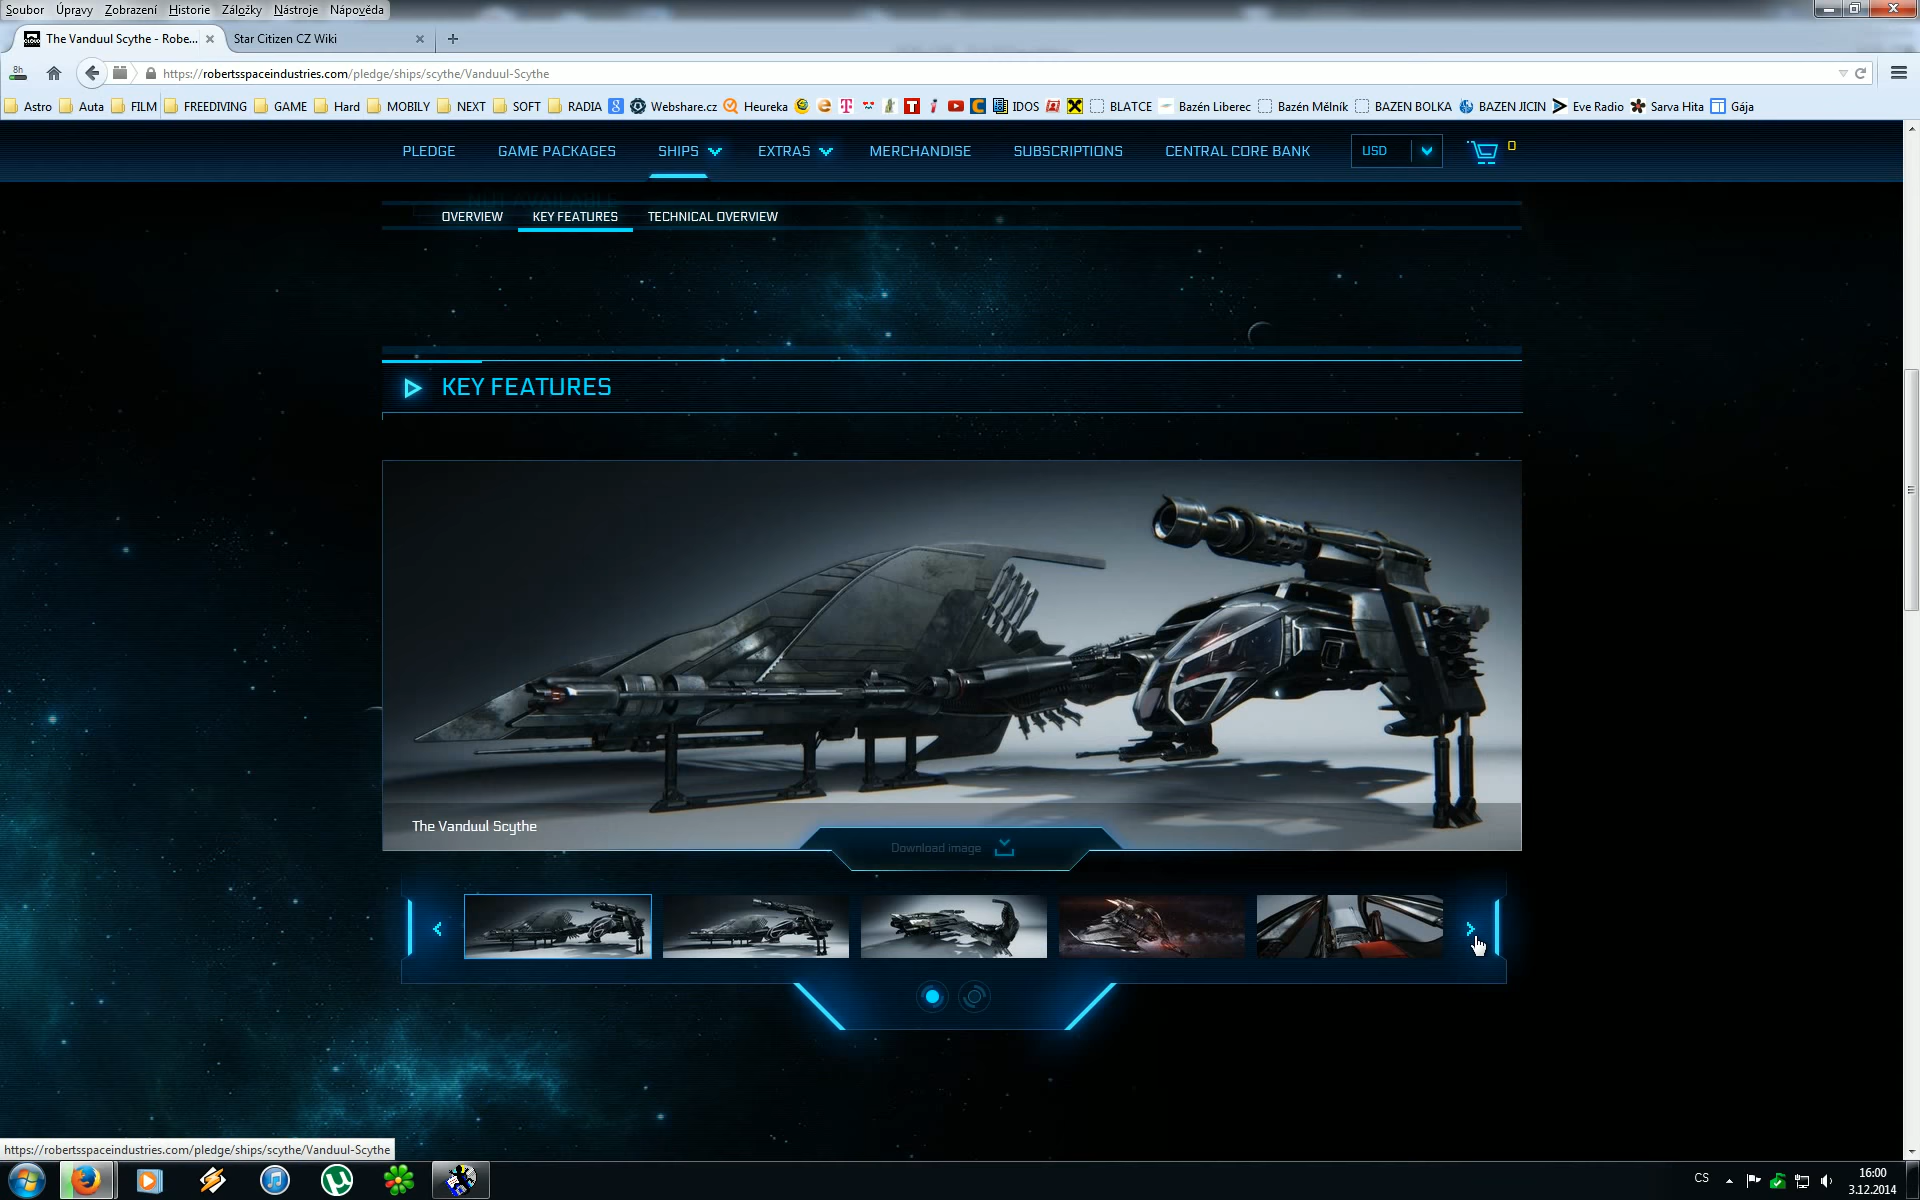 Soubor Úpravy Zobrazení Historie Záložky Nástroje Nápověda
The Vanduul Scythe - Robe... Star Citizen CZ Wiki
8h https://robertsspaceindustries.com/pledge/ships/scythe/Vanduul-Scythe
Astro Auta FILM FREEDIVING GAME Hard MOBILY NEXT SOFT RADIA Webshare.cz Heureka IDOS BLATCE Bazén Liberec Bazén Mělník BAZEN BOLKA BAZEN JICIN Eve Radio Sarva Hita Gája
PLEDGE GAME PACKAGES SHIPS EXTRAS MERCHANDISE SUBSCRIPTIONS CENTRAL CORE BANK USD 0
NOT AVAILABLE
OVERVIEW KEY FEATURES TECHNICAL OVERVIEW
KEY FEATURES
The Vanduul Scythe
Download image
https://robertsspaceindustries.com/pledge/ships/scythe/Vanduul-Scythe
CS 16:00
3.12.2014